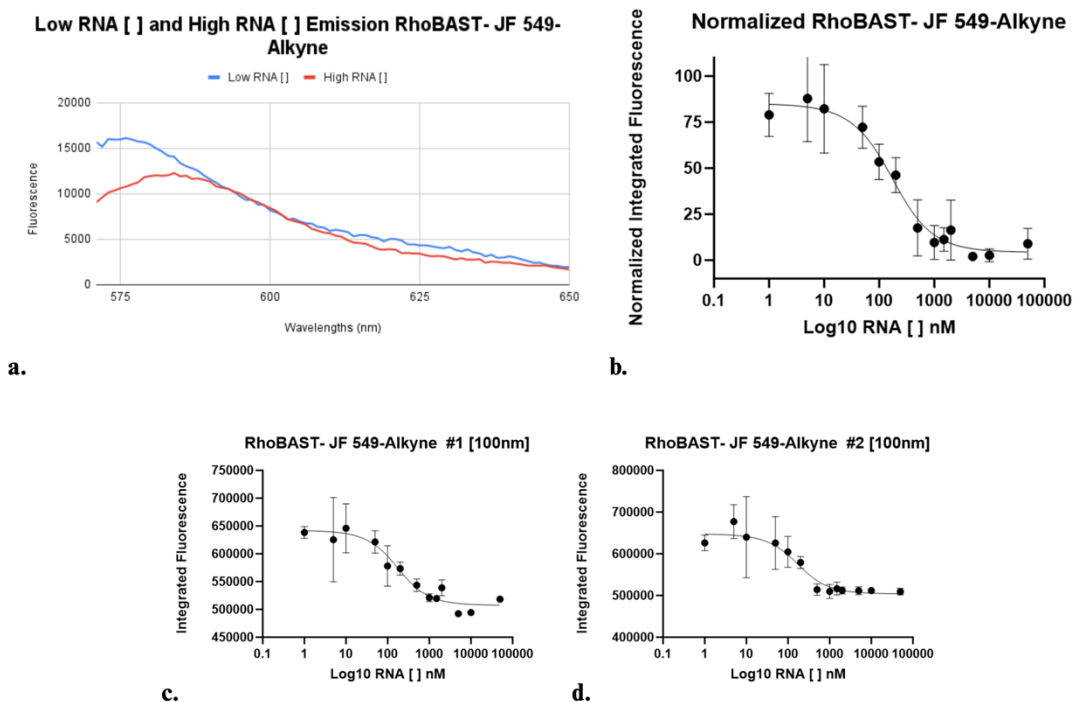 Low RNA [ ] and High RNA [ ] Emission RhoBAST- JF 549-
Alkyne
Low RNA [ ]
High RNA [ ]
20000
15000
10000
5000
0
Fluorescence
575
600
625
650
Wavelengths (nm)
a.
Normalized RhoBAST- JF 549-Alkyne
Normalized Integrated Fluorescence
100
75
50
25
0
0.1
1
10
100
1000
10000
100000
Log10 RNA [ ] nM
b.
RhoBAST- JF 549-Alkyne #1 [100nm]
Integrated Fluorescence
750000
700000
650000
600000
550000
500000
450000
0.1
1
10
100
1000
10000
100000
Log10 RNA [ ] nM
c.
RhoBAST- JF 549-Alkyne #2 [100nm]
Integrated Fluorescence
800000
700000
600000
500000
400000
0.1
1
10
100
1000
10000
100000
Log10 RNA [ ] nM
d.